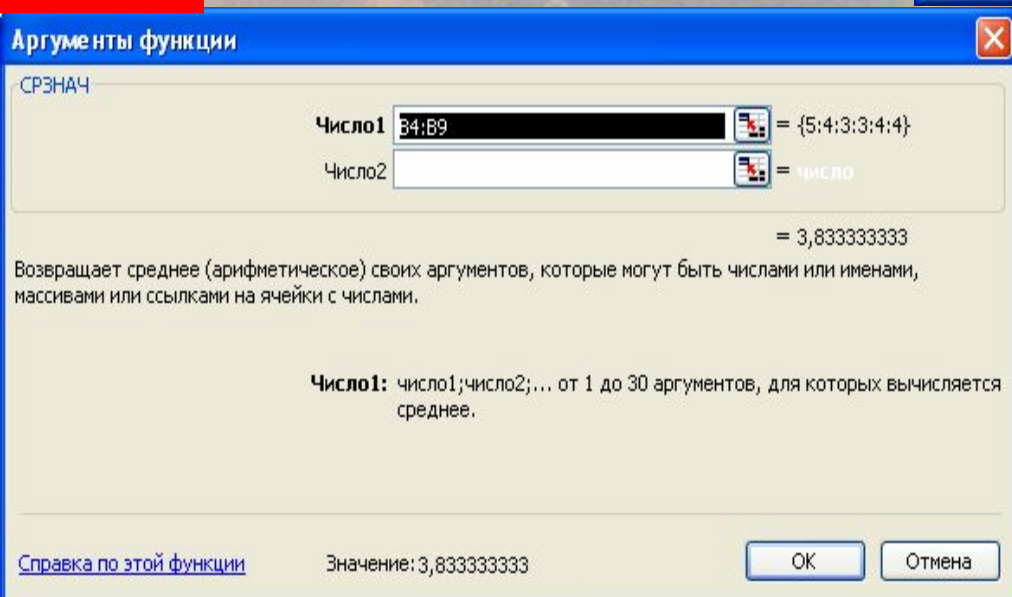 Аргументы функции
СРЗНАЧ
Число1 B4:B9 = {5:4:3:3:4:4}
Число2 = число
= 3,833333333
Возвращает среднее (арифметическое) своих аргументов, которые могут быть числами или именами,
массивами или ссылками на ячейки с числами.
Число1: число1;число2;... от 1 до 30 аргументов, для которых вычисляется
среднее.
Справка по этой функции Значение:3,833333333 ОК Отмена